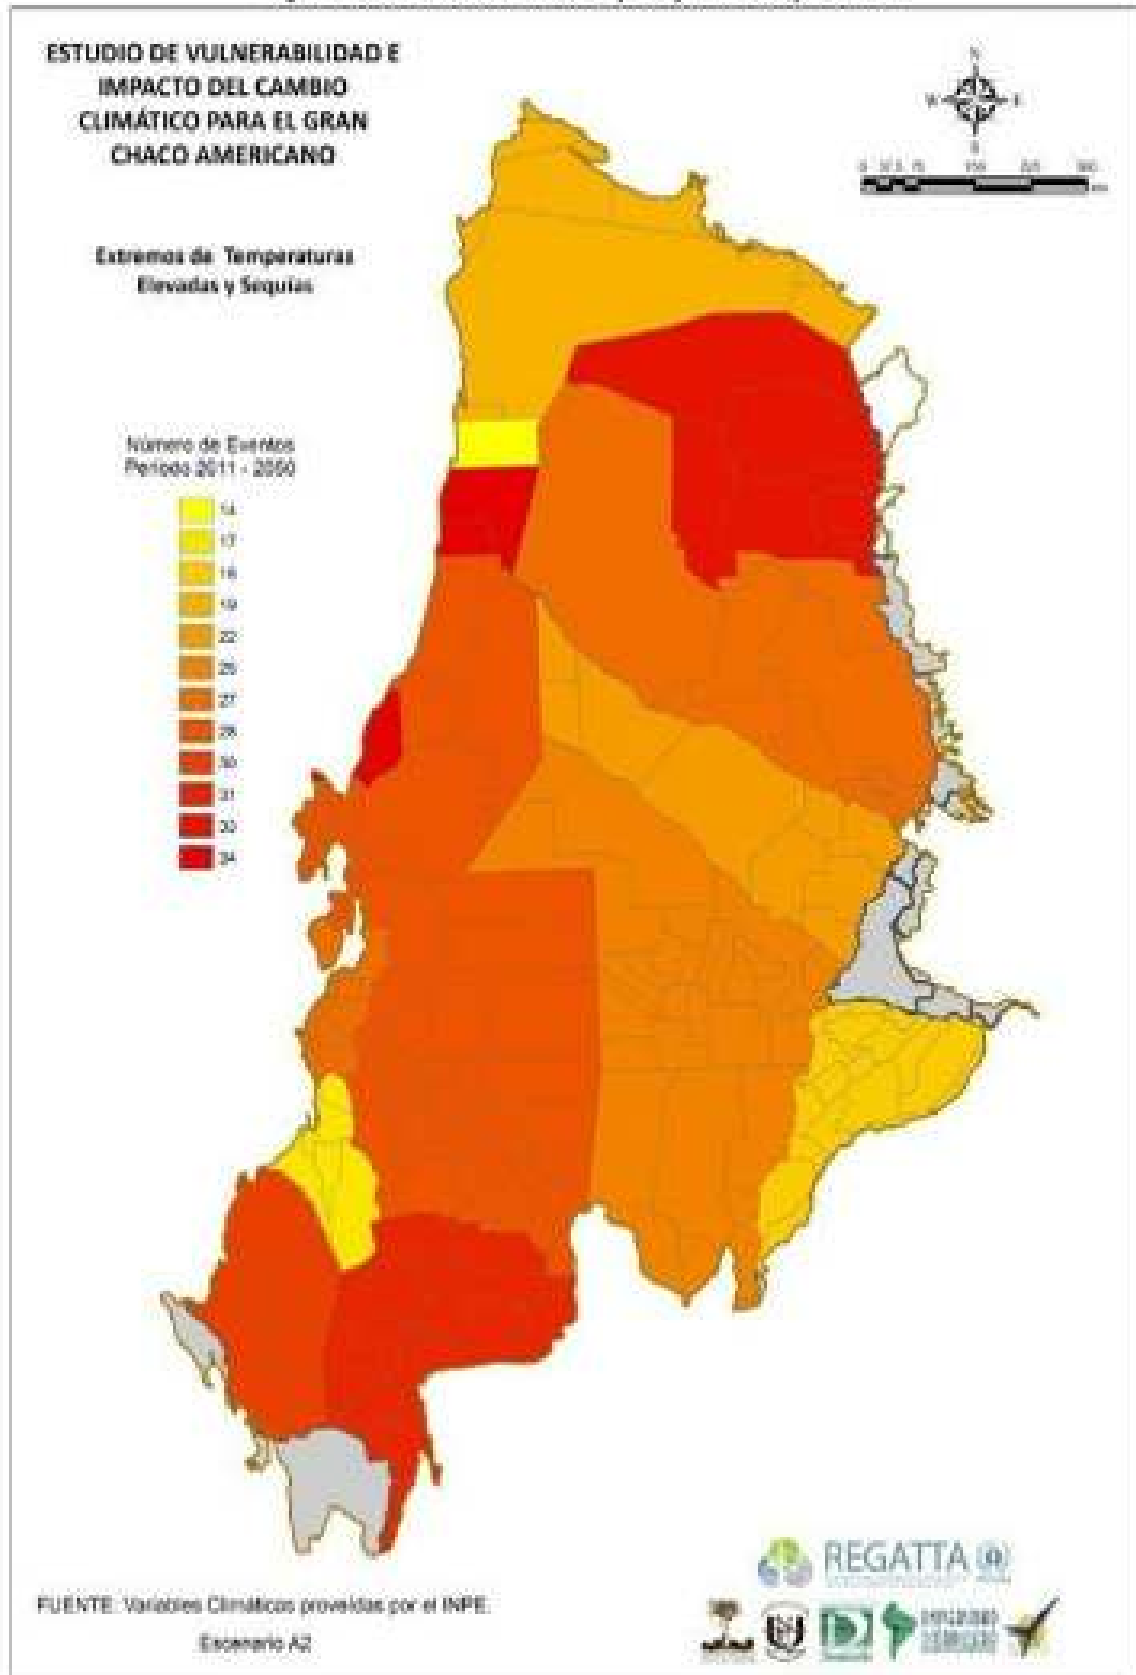 ESTUDIO DE VULNERABILIDAD E
IMPACTO DEL CAMBIO
CLIMÁTICO PARA EL GRAN
CHACO AMERICANO
N
W E
S
Extremos de Temperaturas
Elevadas y Sequías
Número de Eventos
Período 2011 - 2050
17
19
22
25
27
28
30
31
34
REGATTA
FUENTE: Variables Climáticas proveídas por el INPE.
Escenario A2